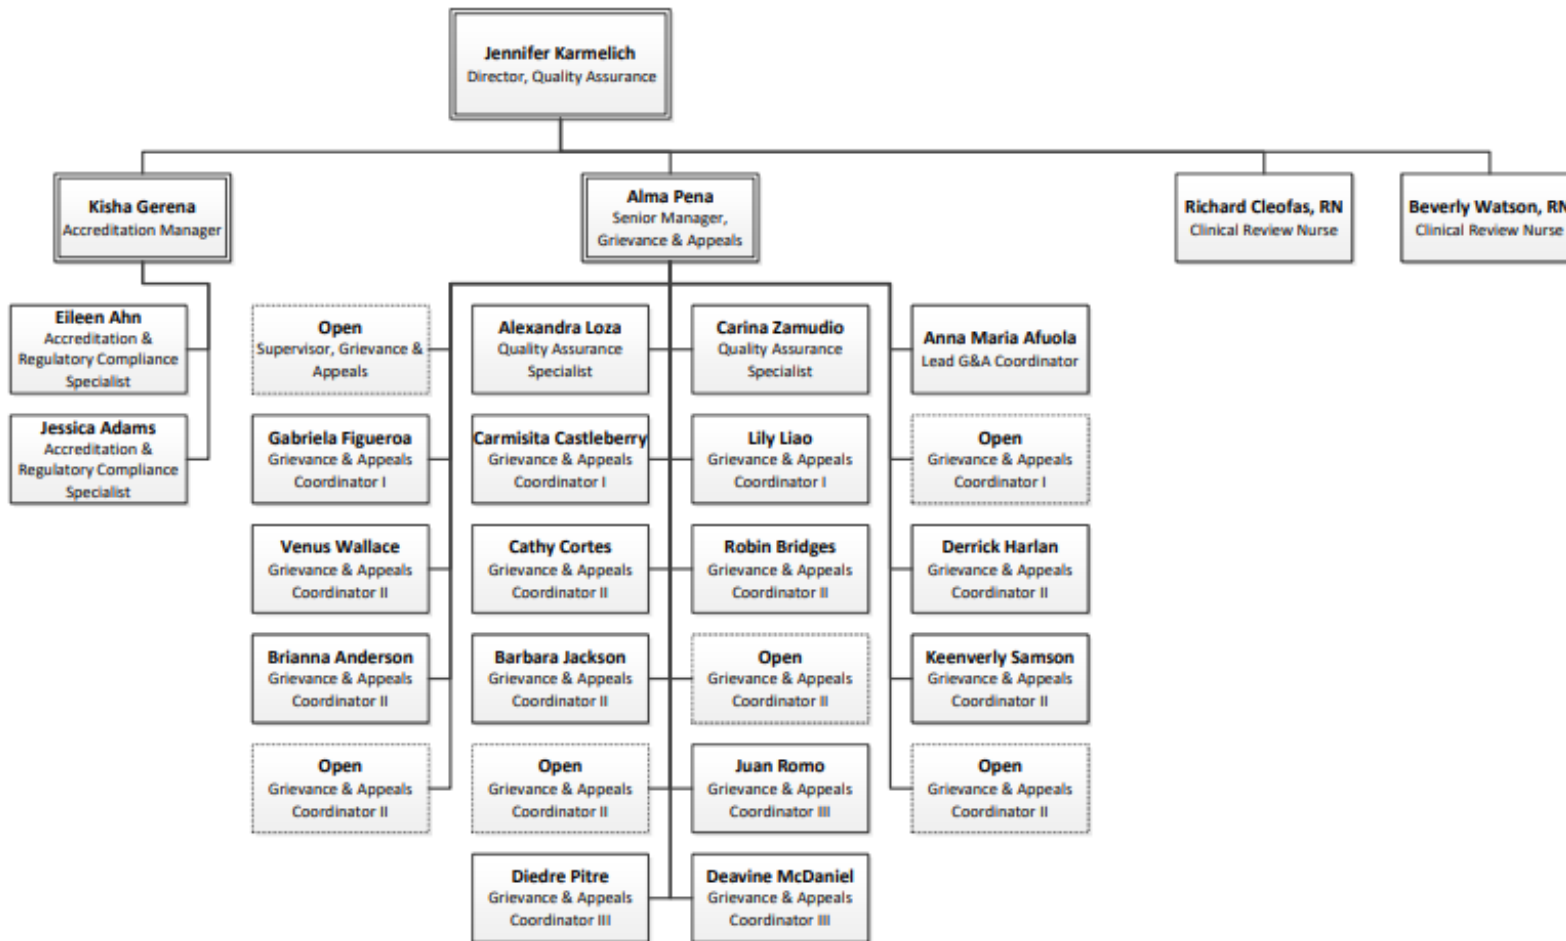 Jennifer Karmelich
Director, Quality Assurance
Kisha Gerena
Accreditation Manager
Alma Pena
Senior Manager,
Grievance & Appeals
Richard Cleofas, RN
Clinical Review Nurse
Beverly Watson, RN
Clinical Review Nurse
Eileen Ahn
Accreditation &
Regulatory Compliance
Specialist
Open
Supervisor, Grievance &
Appeals
Alexandra Loza
Quality Assurance
Specialist
Carina Zamudio
Quality Assurance
Specialist
Anna Maria Afuola
Lead G&A Coordinator
Jessica Adams
Accreditation &
Regulatory Compliance
Specialist
Gabriela Figueroa
Grievance & Appeals
Coordinator I
Carmisita Castleberry
Grievance & Appeals
Coordinator I
Lily Liao
Grievance & Appeals
Coordinator I
Open
Grievance & Appeals
Coordinator I
Venus Wallace
Grievance & Appeals
Coordinator II
Cathy Cortes
Grievance & Appeals
Coordinator II
Robin Bridges
Grievance & Appeals
Coordinator II
Derrick Harlan
Grievance & Appeals
Coordinator II
Brianna Anderson
Grievance & Appeals
Coordinator II
Barbara Jackson
Grievance & Appeals
Coordinator II
Open
Grievance & Appeals
Coordinator II
Keenverly Samson
Grievance & Appeals
Coordinator II
Open
Grievance & Appeals
Coordinator II
Open
Grievance & Appeals
Coordinator II
Juan Romo
Grievance & Appeals
Coordinator III
Open
Grievance & Appeals
Coordinator II
Diedre Pitre
Grievance & Appeals
Coordinator III
Deavine McDaniel
Grievance & Appeals
Coordinator III